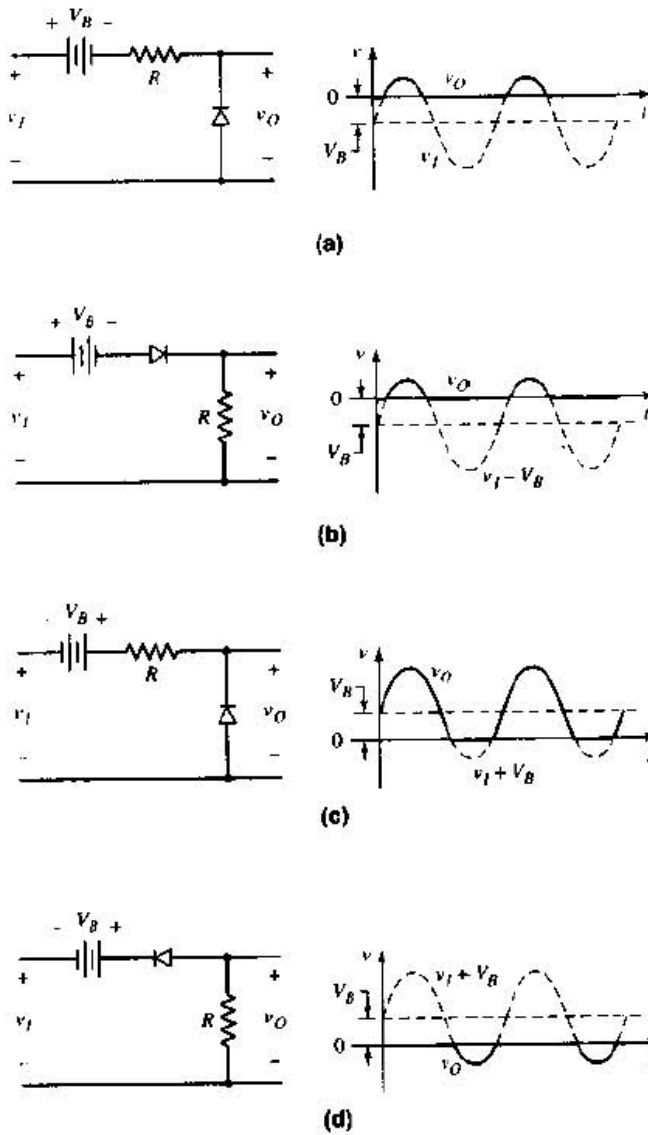 + V_B −
R
+ +
v_I v_O
− −
v
v_O
0
t
V_B
v_I
(a)
+ V_B −
+ +
v_I R v_O
− −
v
v_O
0
t
V_B
v_I − V_B
(b)
- V_B +
R
+ +
v_I v_O
− −
v
v_O
V_B
0
v_I + V_B
(c)
- V_B +
+ +
v_I R v_O
− −
v
v_I + V_B
V_B
0
v_O
(d)